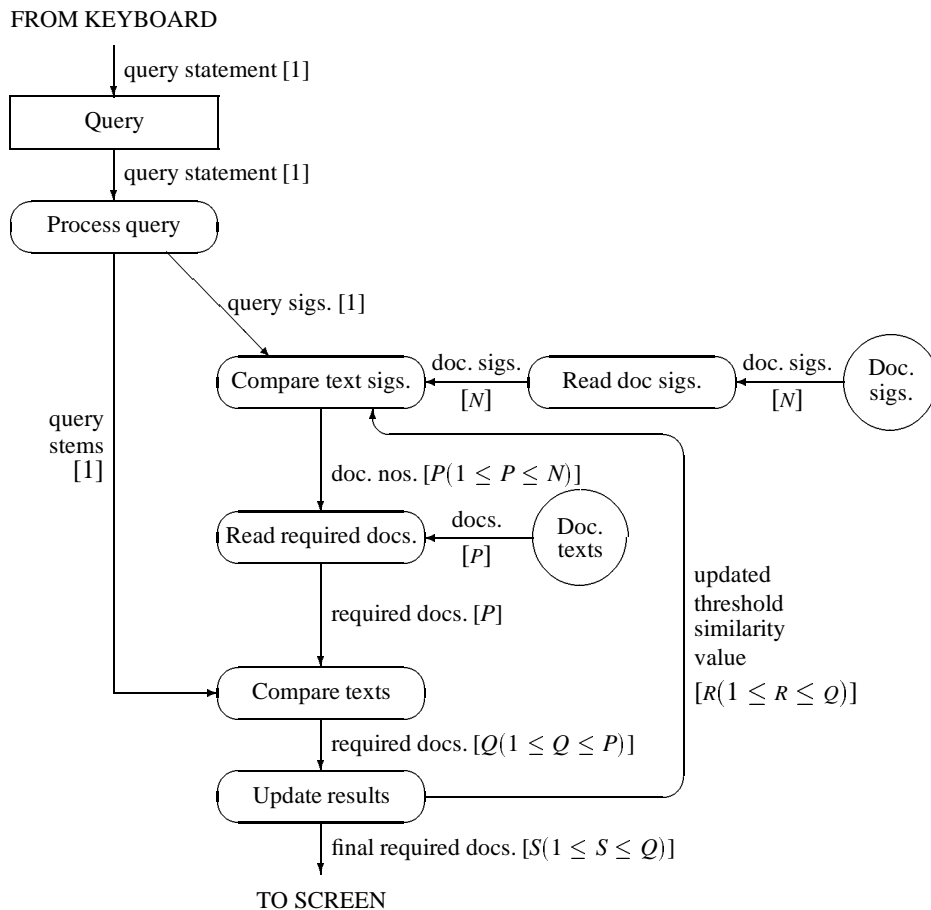 FROM KEYBOARD
query statement [1]
Query
query statement [1]
Process query
query sigs. [1]
Compare text sigs.
doc. sigs.
[N]
Read doc sigs.
doc. sigs.
[N]
Doc.
sigs.
query
stems
[1]
doc. nos. [P(1 ≤ P ≤ N)]
Read required docs.
docs.
[P]
Doc.
texts
updated
threshold
similarity
value
[R(1 ≤ R ≤ Q)]
required docs. [P]
Compare texts
required docs. [Q(1 ≤ Q ≤ P)]
Update results
final required docs. [S(1 ≤ S ≤ Q)]
TO SCREEN